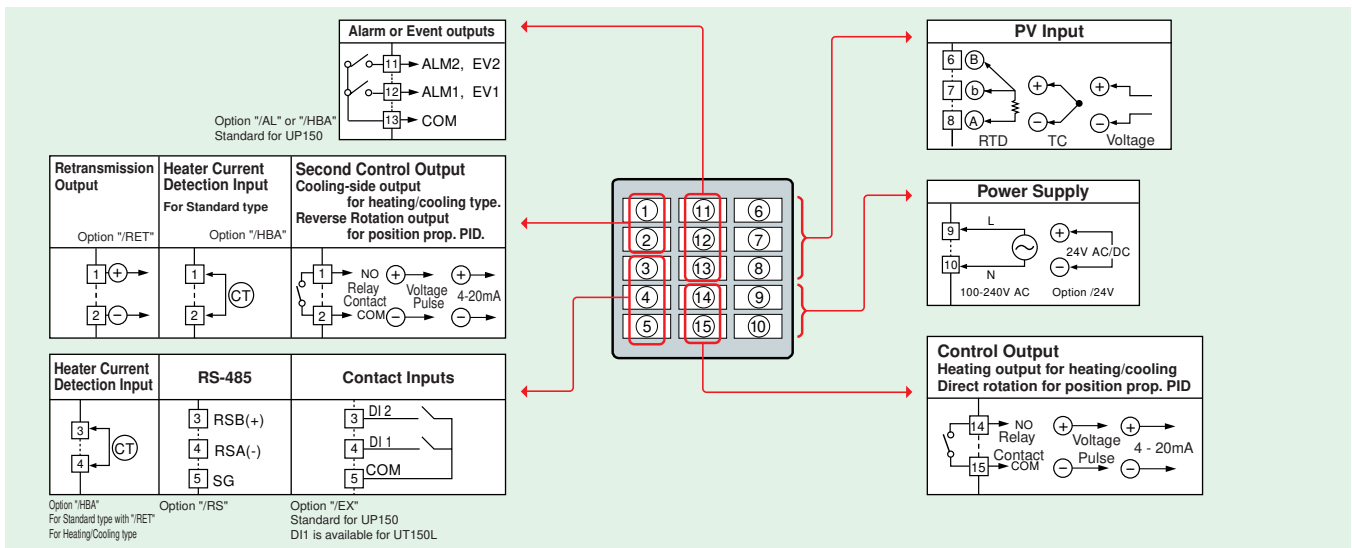 Alarm or Event outputs
11 ALM2, EV2
12 ALM1, EV1
13 COM
Option "/AL" or "/HBA"
Standard for UP150
Retransmission
Output
Option "/RET"
1 +
2 −
Heater Current
Detection Input
For Standard type
Option "/HBA"
1
CT
2
Second Control Output
Cooling-side output
for heating/cooling type.
Reverse Rotation output
for position prop. PID.
1 NO + +
Relay Voltage 4-20mA
Contact Pulse
2 COM − −
Heater Current
Detection Input
3
CT
4
Option "/HBA"
For Standard type with "/RET"
For Heating/Cooling type
RS-485
3 RSB(+)
4 RSA(-)
5 SG
Option "/RS"
Contact Inputs
3 DI 2
4 DI 1
5 COM
Option "/EX"
Standard for UP150
DI1 is available for UT150L
1 11 6
2 12 7
3 13 8
4 14 9
5 15 10
PV Input
6 B
7 b + +
8 A − −
RTD TC Voltage
Power Supply
9 L +
24V AC/DC
10 N −
100-240V AC Option /24V
Control Output
Heating output for heating/cooling
Direct rotation for position prop. PID
14 NO + +
Relay Voltage 4 - 20mA
Contact Pulse
15 COM − −